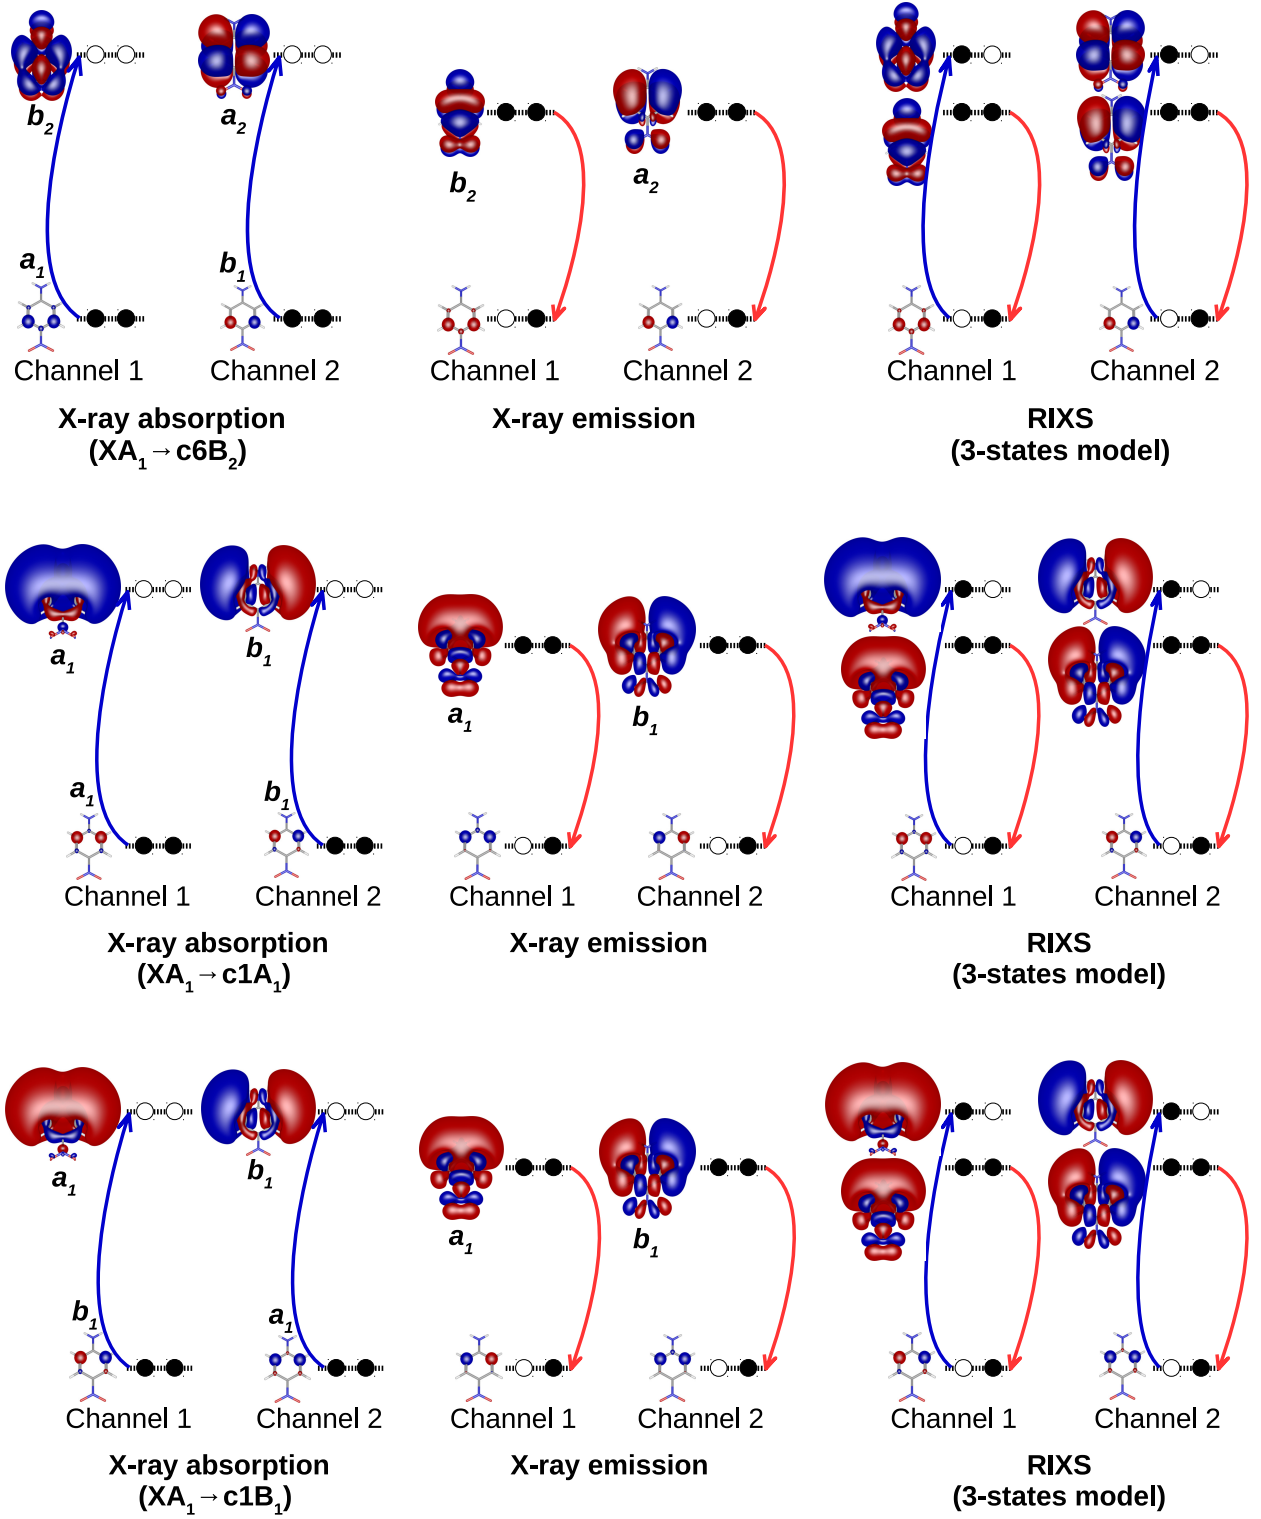 b2 a2
b2 a2
a1 b1
Channel 1 Channel 2 Channel 1 Channel 2 Channel 1 Channel 2
X-ray absorption X-ray emission RIXS
(XA1→c6B2) (3-states model)
a1 b1 a1 b1
a1 b1
Channel 1 Channel 2 Channel 1 Channel 2 Channel 1 Channel 2
X-ray absorption X-ray emission RIXS
(XA1→c1A1) (3-states model)
a1 b1 a1 b1
b1 a1
Channel 1 Channel 2 Channel 1 Channel 2 Channel 1 Channel 2
X-ray absorption X-ray emission RIXS
(XA1→c1B1) (3-states model)